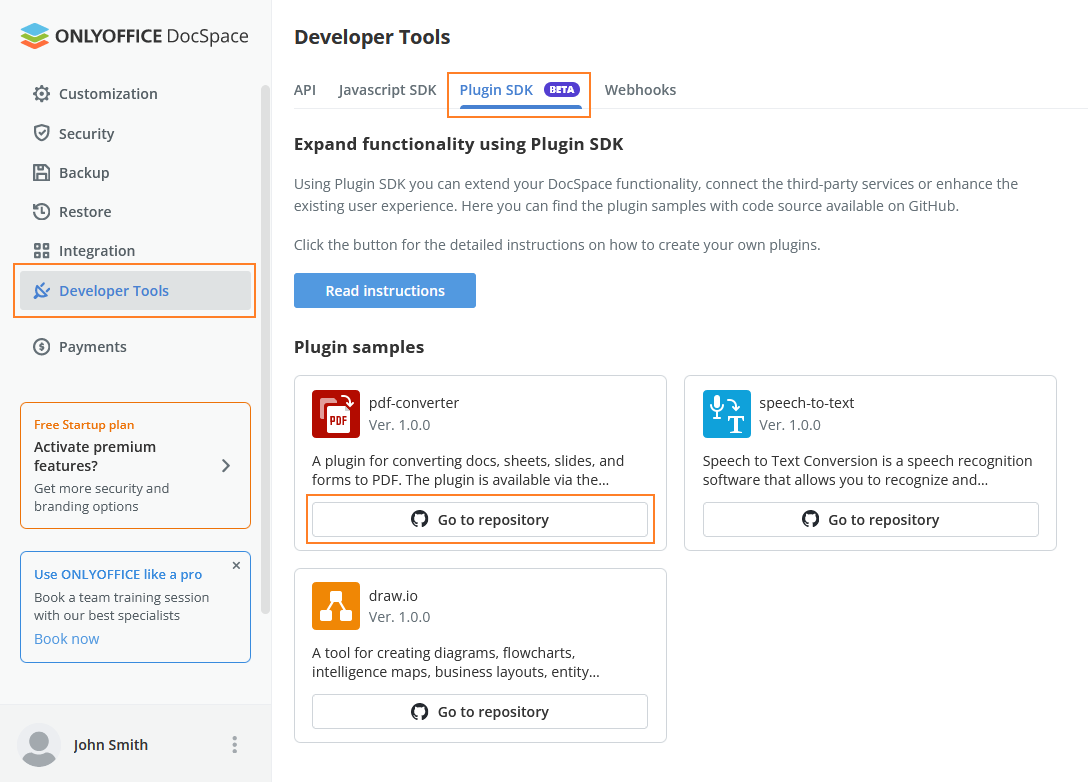 ONLYOFFICE DocSpace
Customization
Security
Backup
Restore
Integration
Developer Tools
Payments
Free Startup plan
Activate premium
features?
Get more security and
branding options
Use ONLYOFFICE like a pro
Book a team training session
with our best specialists
Book now
John Smith
Developer Tools
API Javascript SDK Plugin SDK BETA Webhooks
Expand functionality using Plugin SDK
Using Plugin SDK you can extend your DocSpace functionality, connect the third-party services or enhance the
existing user experience. Here you can find the plugin samples with code source available on GitHub.
Click the button for the detailed instructions on how to create your own plugins.
Read instructions
Plugin samples
PDF
pdf-converter
Ver. 1.0.0
A plugin for converting docs, sheets, slides, and
forms to PDF. The plugin is available via the...
Go to repository
T
speech-to-text
Ver. 1.0.0
Speech to Text Conversion is a speech recognition
software that allows you to recognize and...
Go to repository
draw.io
Ver. 1.0.0
A tool for creating diagrams, flowcharts,
intelligence maps, business layouts, entity...
Go to repository